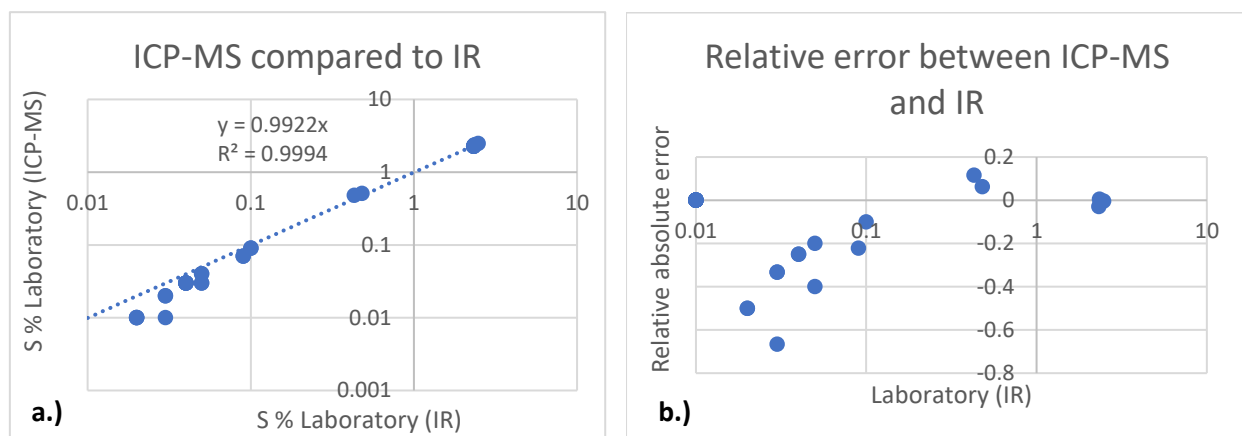 ICP-MS compared to IR
y = 0.9922x
R² = 0.9994
S % Laboratory (ICP-MS)
10
1
0.1
0.01
0.001
0.01
0.1
1
10
S % Laboratory (IR)
a.)
Relative error between ICP-MS
and IR
Relative absolute error
0.2
0
-0.2
-0.4
-0.6
-0.8
0.01
0.1
1
10
Laboratory (IR)
b.)